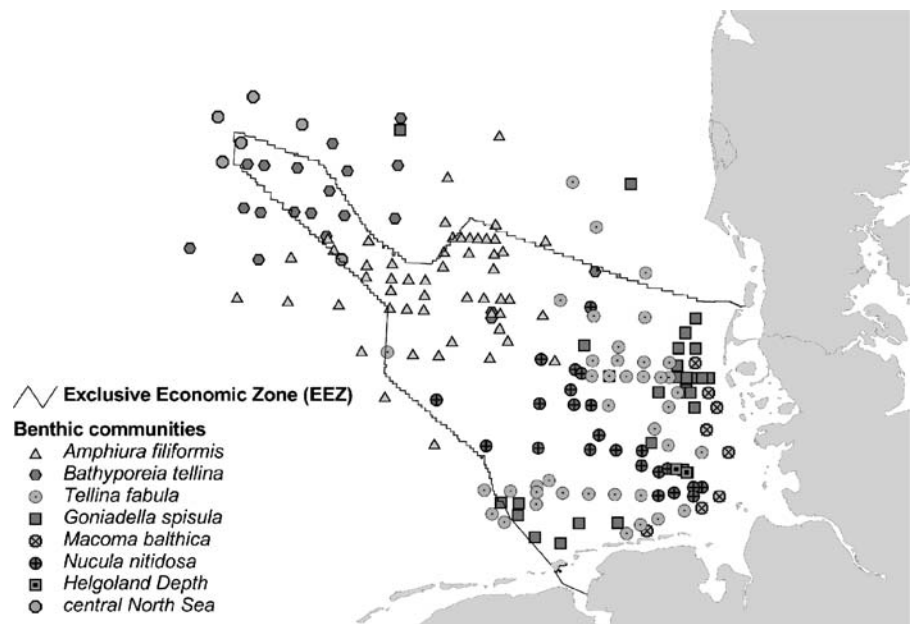 Exclusive Economic Zone (EEZ)
Benthic communities
Amphiura filiformis
Bathyporeia tellina
Tellina fabula
Goniadella spisula
Macoma balthica
Nucula nitidosa
Helgoland Depth
central North Sea